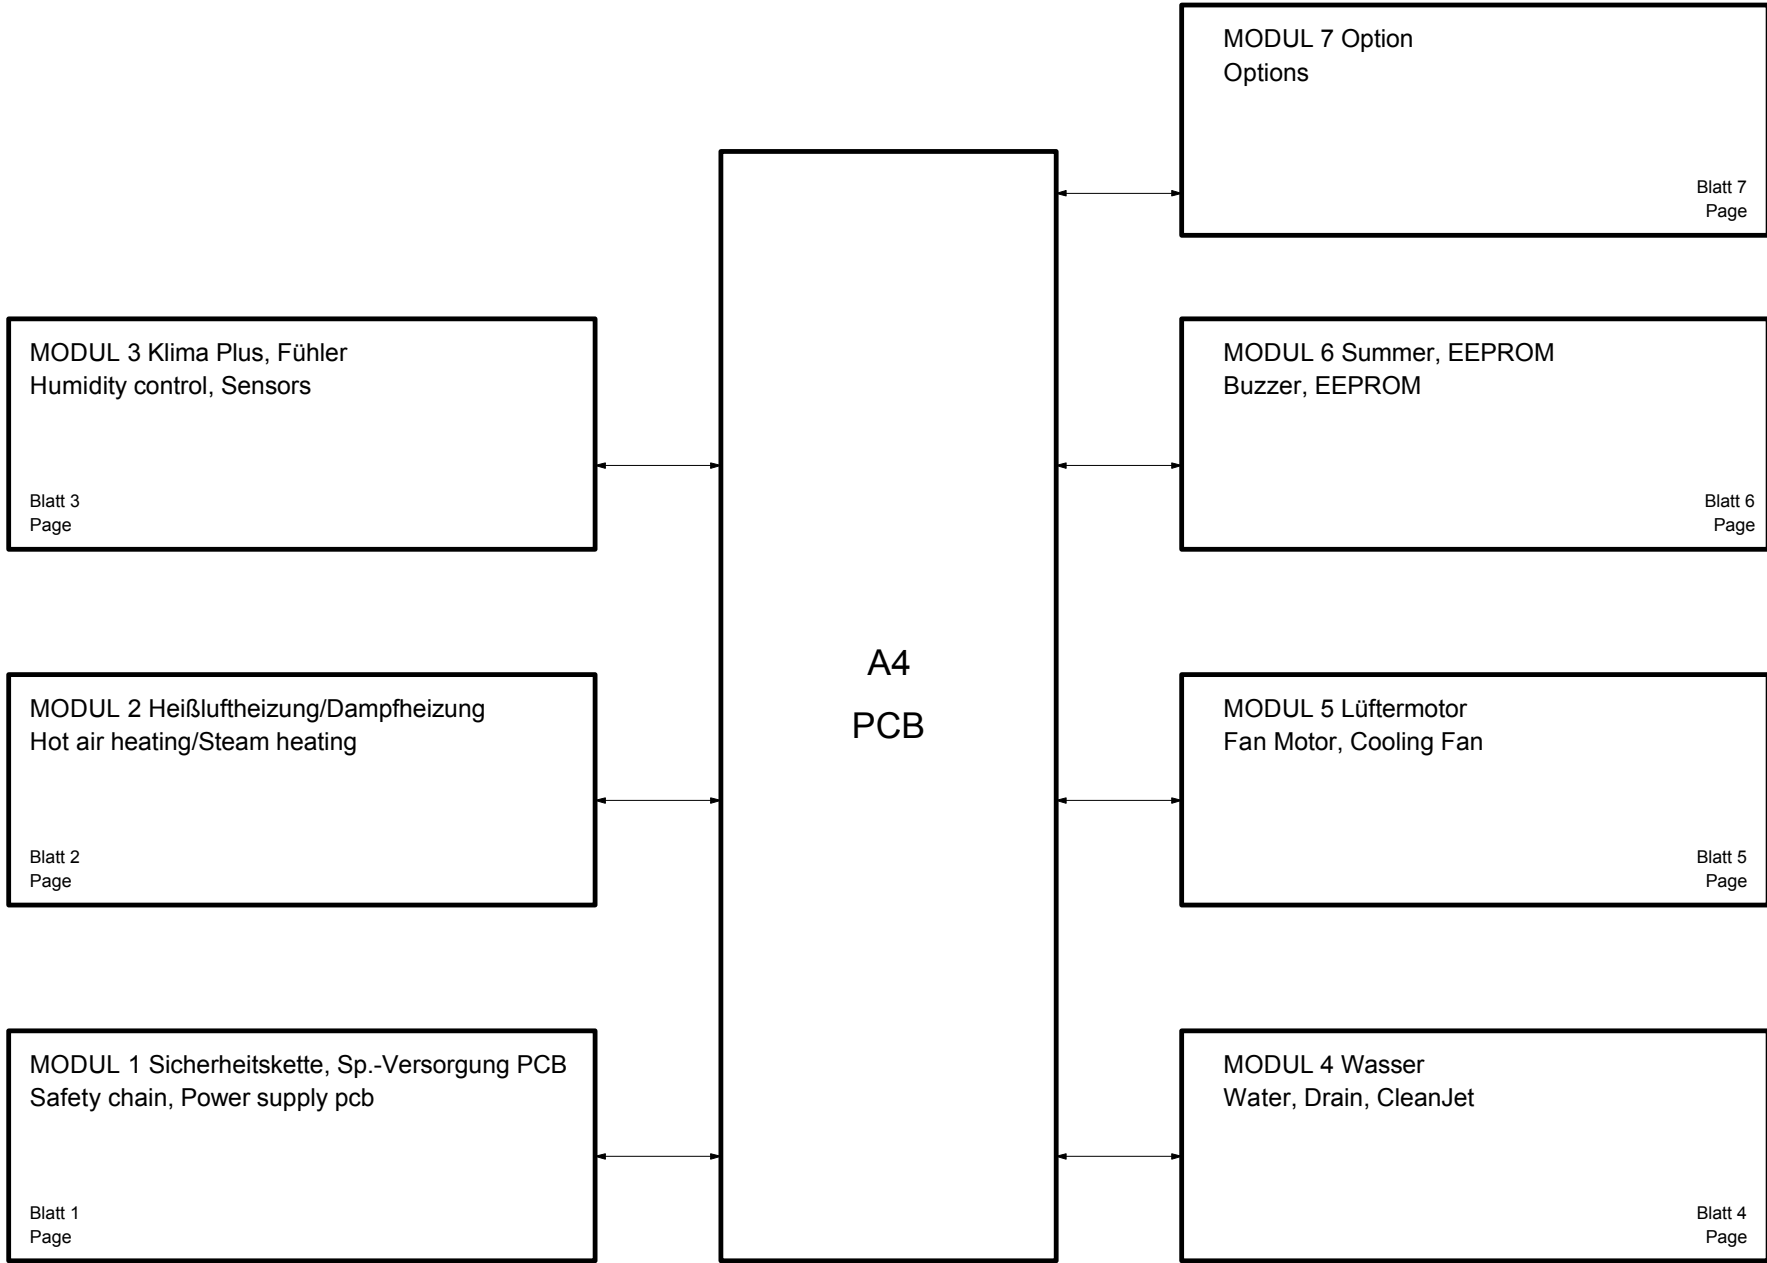 MODUL 7 Option
Options
Blatt 7
Page
MODUL 3 Klima Plus, Fühler
Humidity control, Sensors
Blatt 3
Page
MODUL 6 Summer, EEPROM
Buzzer, EEPROM
Blatt 6
Page
A4
PCB
MODUL 2 Heißluftheizung/Dampfheizung
Hot air heating/Steam heating
Blatt 2
Page
MODUL 5 Lüftermotor
Fan Motor, Cooling Fan
Blatt 5
Page
MODUL 1 Sicherheitskette, Sp.-Versorgung PCB
Safety chain, Power supply pcb
Blatt 1
Page
MODUL 4 Wasser
Water, Drain, CleanJet
Blatt 4
Page